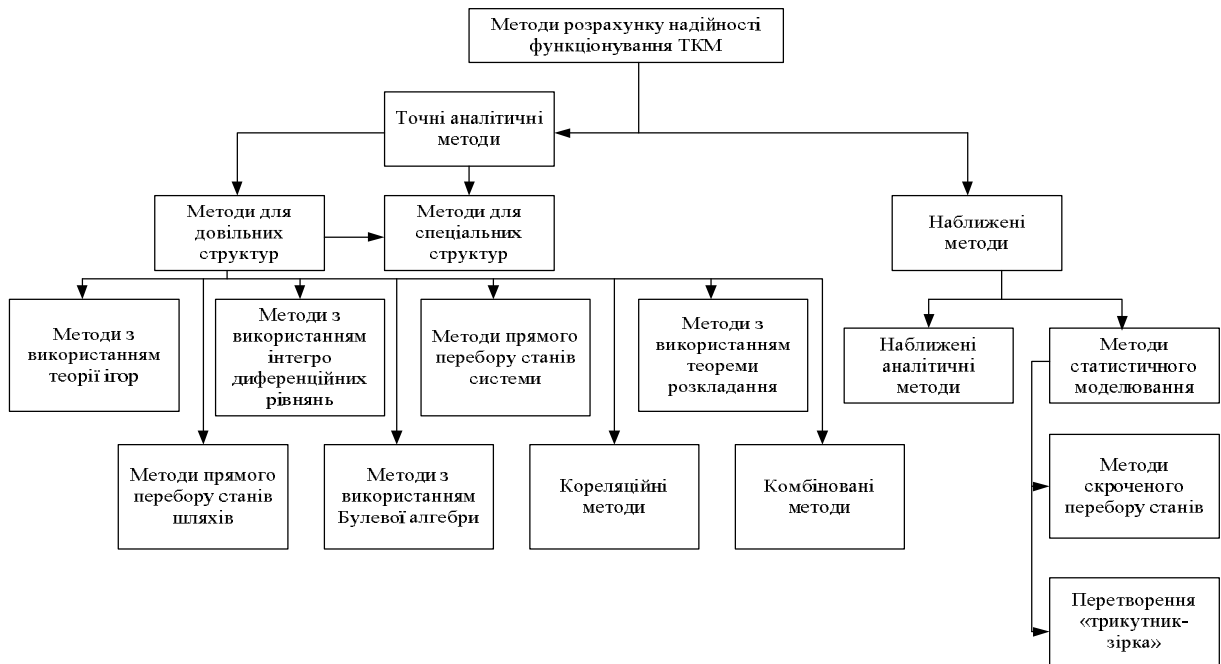 Методи розрахунку надійності
функціонування ТКМ
Точні аналітичні
методи
Методи для
довільних
структур
Методи для
спеціальних
структур
Наближені
методи
Методи з
використанням
теорії ігор
Методи з
використанням
інтегро
диференційних
рівнянь
Методи прямого
перебору станів
системи
Методи з
використанням
теореми
розкладання
Наближені
аналітичні
методи
Методи
статистичного
моделювання
Методи прямого
перебору станів
шляхів
Методи з
використанням
Булевої алгебри
Кореляційні
методи
Комбіновані
методи
Методи
скроченого
перебору станів
Перетворення
«трикутник-
зірка»